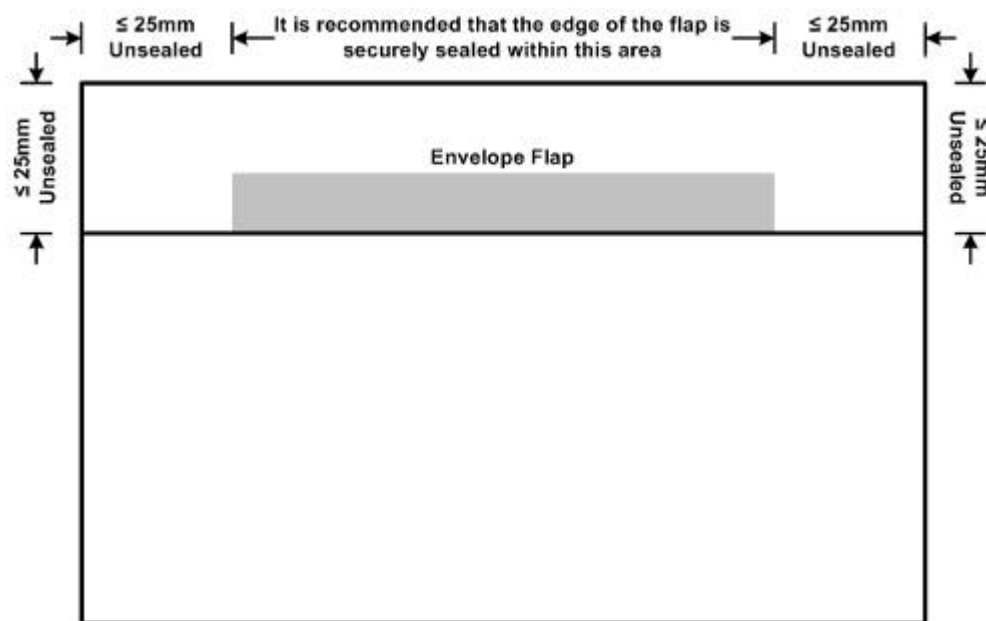 ≤ 25mm
Unsealed
It is recommended that the edge of the flap is
securely sealed within this area
≤ 25mm
Unsealed
≤ 25mm
Unsealed
Envelope Flap
≤ 25mm
Unsealed